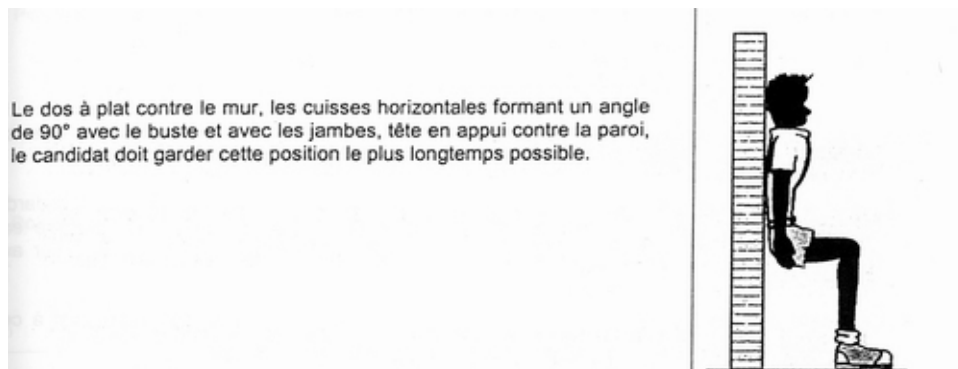 Le dos à plat contre le mur, les cuisses horizontales formant un angle
de 90° avec le buste et avec les jambes, tête en appui contre la paroi,
le candidat doit garder cette position le plus longtemps possible.